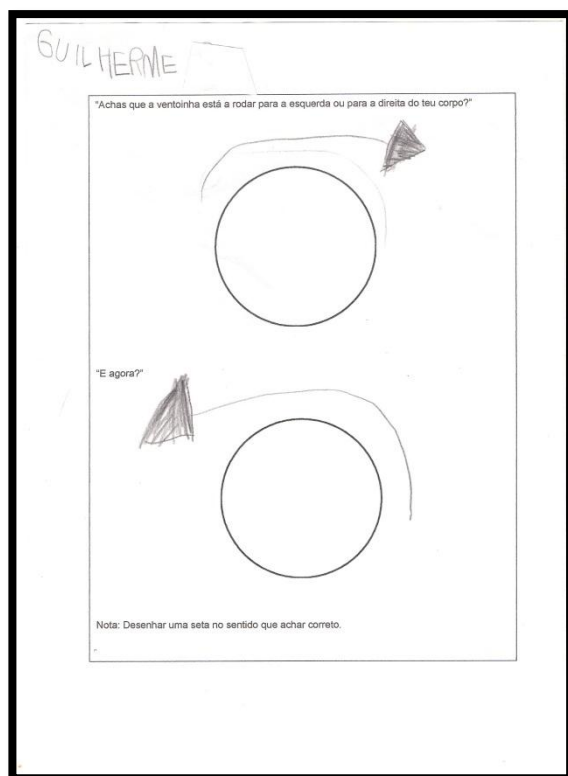 GUILHERME
"Achas que a ventoinha está a rodar para a esquerda ou para a direita do teu corpo?"
"E agora?"
Nota: Desenhar uma seta no sentido que achar correto.